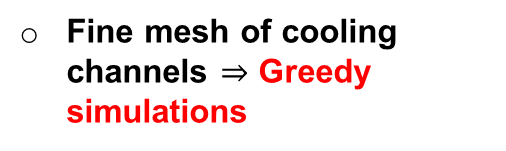 ○ Fine mesh of cooling
channels ⇒ Greedy
simulations